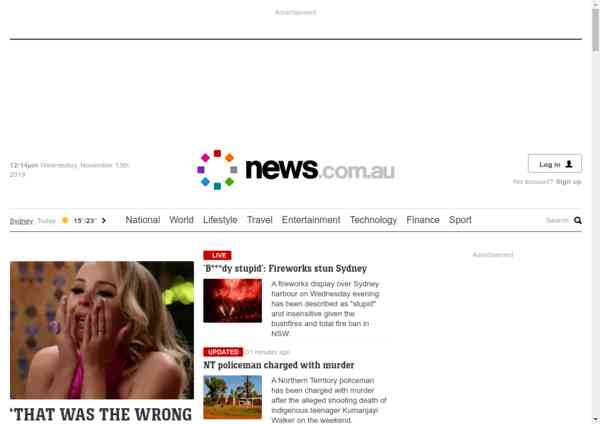 Advertisement
12:14pm Wednesday, November 13th,
2019
news.com.au
Log in
No account? Sign up
Sydney Today 15°/23° National World Lifestyle Travel Entertainment Technology Finance Sport Search
LIVE
'B***dy stupid': Fireworks stun Sydney
A fireworks display over Sydney
harbour on Wednesday evening
has been described as "stupid"
and insensitive given the
bushfires and total fire ban in
NSW.
Advertisement
UPDATED 31 minutes ago
NT policeman charged with murder
A Northern Territory policeman
has been charged with murder
after the alleged shooting death of
indigenous teenager Kumanjayi
Walker on the weekend.
'THAT WAS THE WRONG